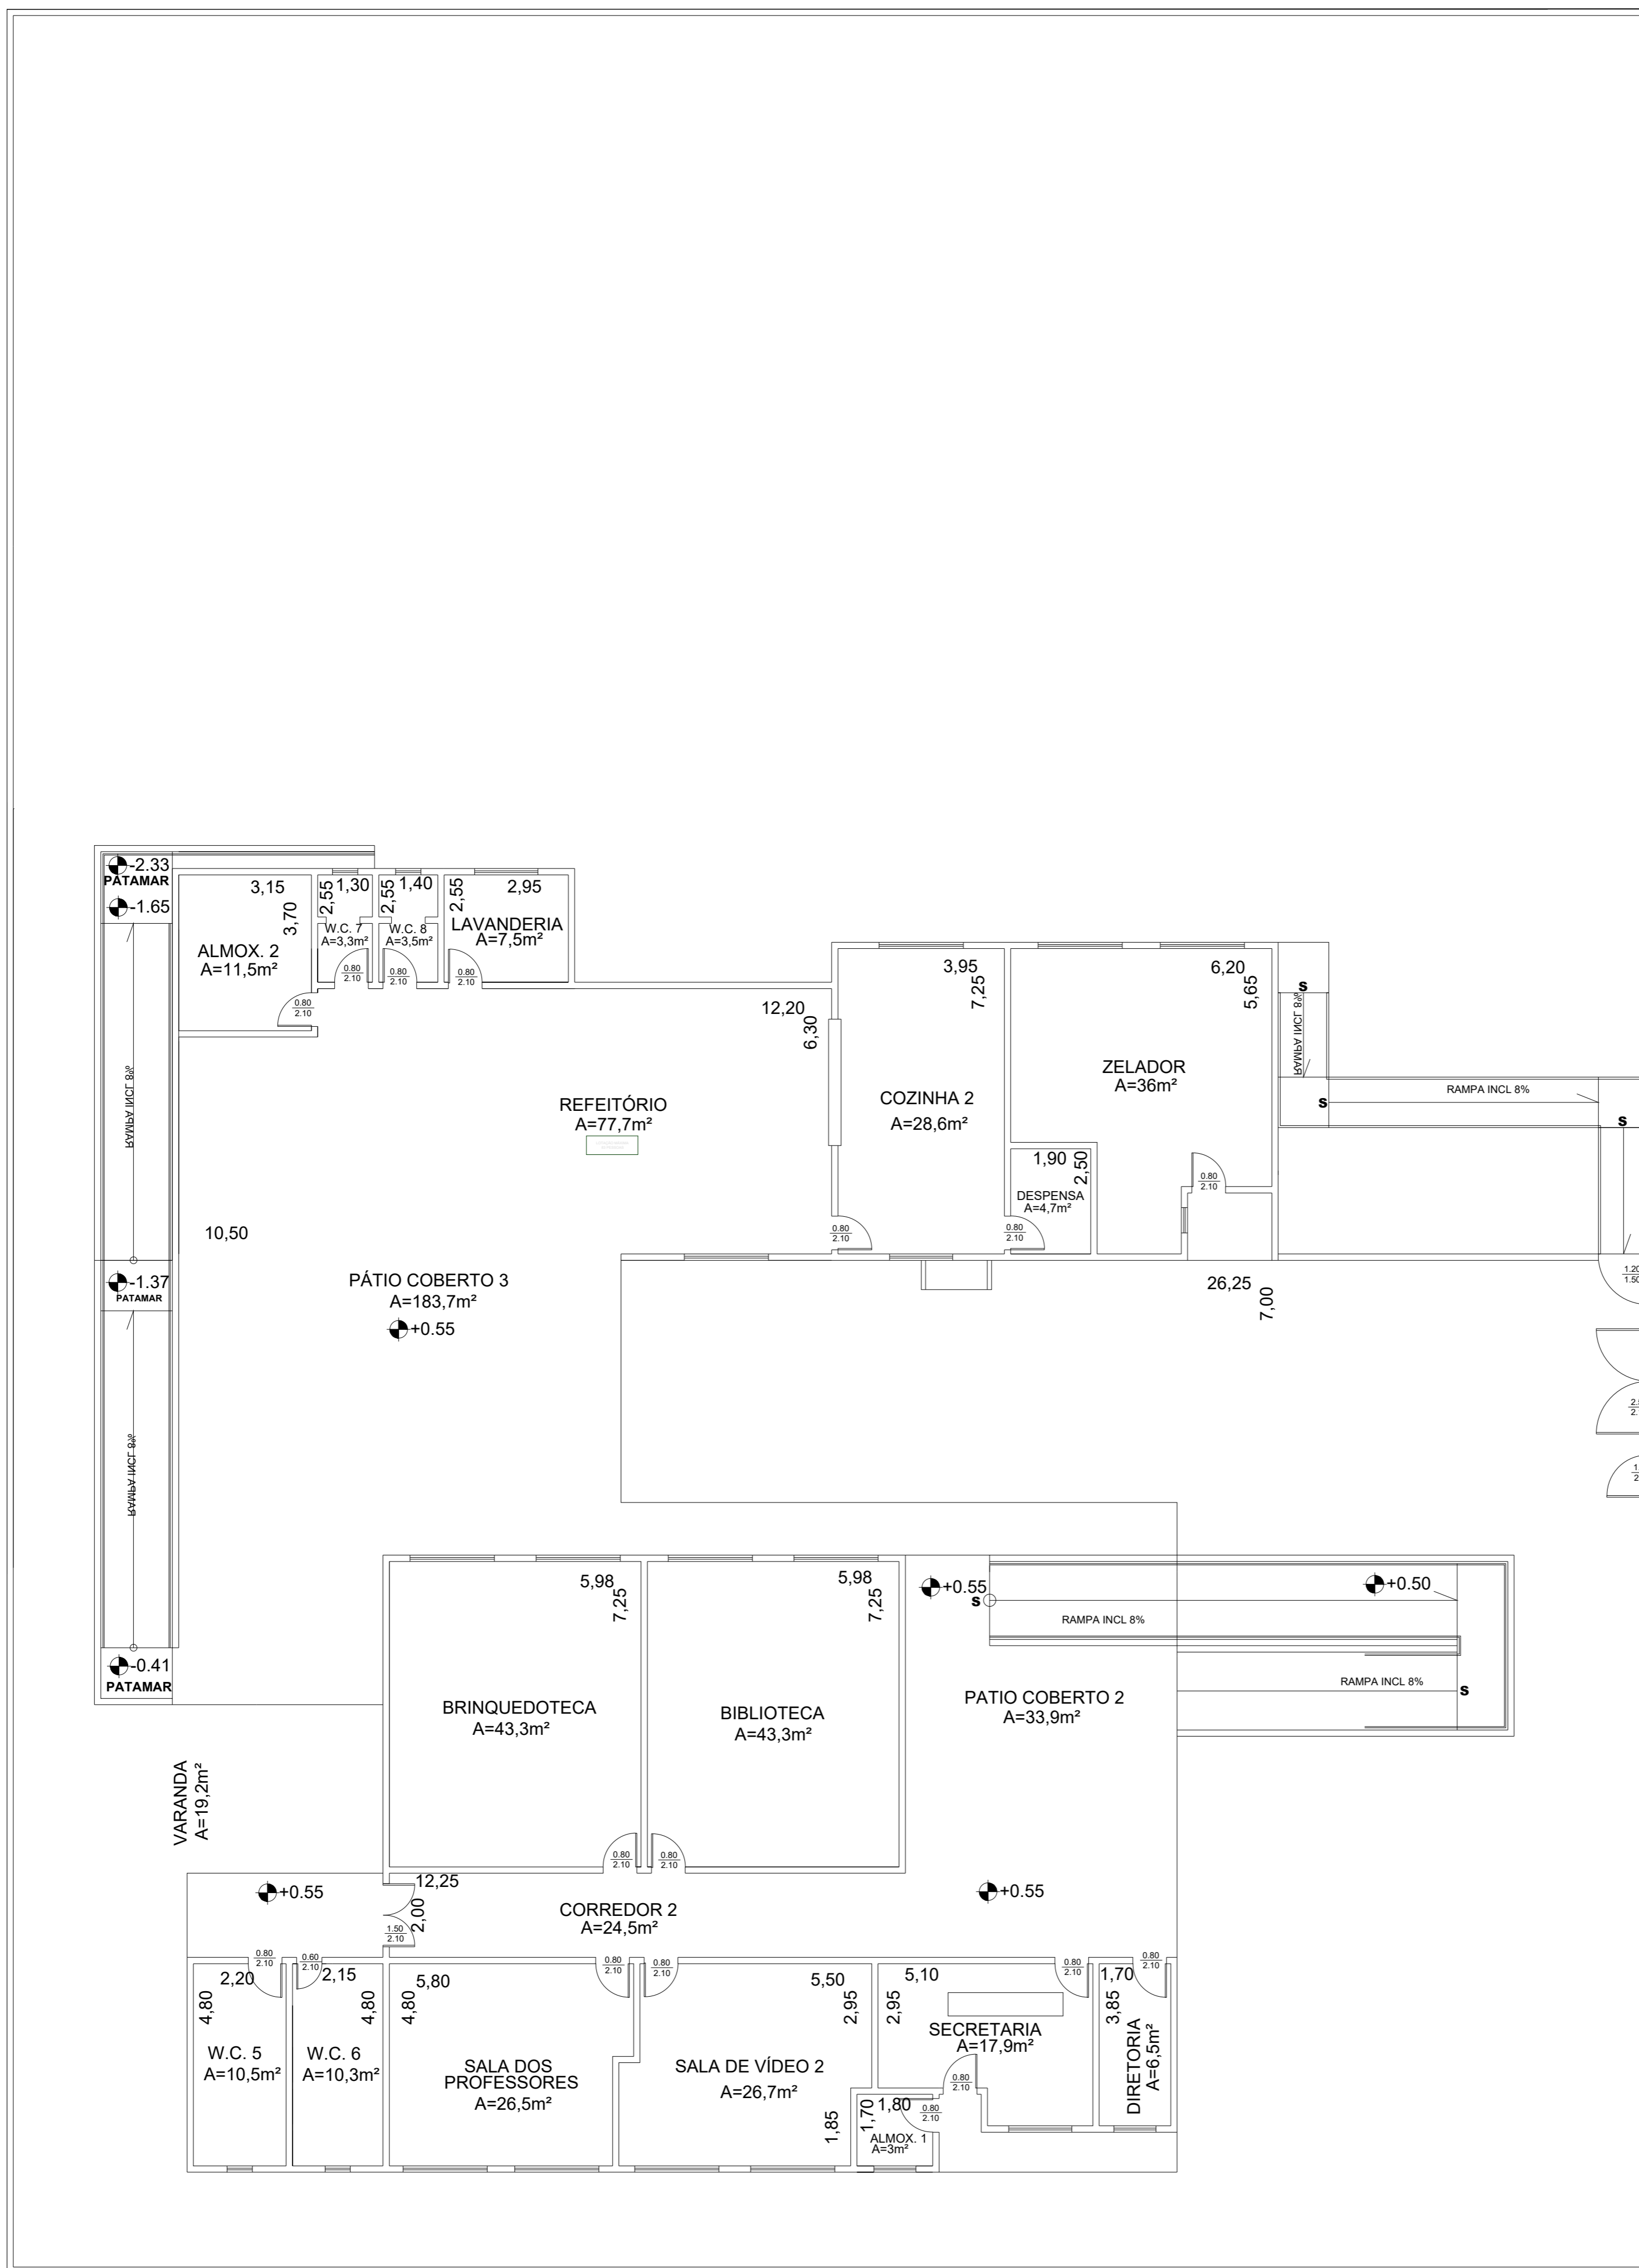 -2.33
PATAMAR
-1.65
3,15
3,70
ALMOX. 2
A=11,5m²
0.80
2.10
2,55
1,30
W.C. 7
A=3,3m²
0.80
2.10
2,55
1,40
W.C. 8
A=3,5m²
0.80
2.10
2,55
2,95
LAVANDERIA
A=7,5m²
0.80
2.10
3,95
7,25
COZINHA 2
A=28,6m²
0.80
2.10
6,20
5,65
ZELADOR
A=36m²
0.80
2.10
S
RAMPA INCL 8%
RAMPA INCL 8%
S
S
12,20
6,30
REFEITÓRIO
A=77,7m²
1,90
2,50
DESPENSA
A=4,7m²
0.80
2.10
RAMPA INCL 8%
10,50
-1.37
PATAMAR
PÁTIO COBERTO 3
A=183,7m²
+0.55
26,25
7,00
1.20
1.50
RAMPA INCL 8%
-0.41
PATAMAR
5,98
7,25
BRINQUEDOTECA
A=43,3m²
0.80
2.10
5,98
7,25
BIBLIOTECA
A=43,3m²
0.80
2.10
+0.55
S
RAMPA INCL 8%
+0.50
RAMPA INCL 8%
S
PATIO COBERTO 2
A=33,9m²
VARANDA
A=19,2m²
+0.55
12,25
2,00
1.50
2.10
CORREDOR 2
A=24,5m²
+0.55
0.80
2.10
2,20
4,80
W.C. 5
A=10,5m²
0.60
2.10
2,15
4,80
W.C. 6
A=10,3m²
5,80
4,80
0.80
2.10
SALA DOS
PROFESSORES
A=26,5m²
0.80
2.10
5,50
2,95
SALA DE VÍDEO 2
A=26,7m²
1,85
5,10
2,95
0.80
2.10
SECRETARIA
A=17,9m²
0.80
2.10
1,70
1,80
0.80
2.10
ALMOX. 1
A=3m²
0.80
2.10
1,70
3,85
DIRETORIA
A=6,5m²